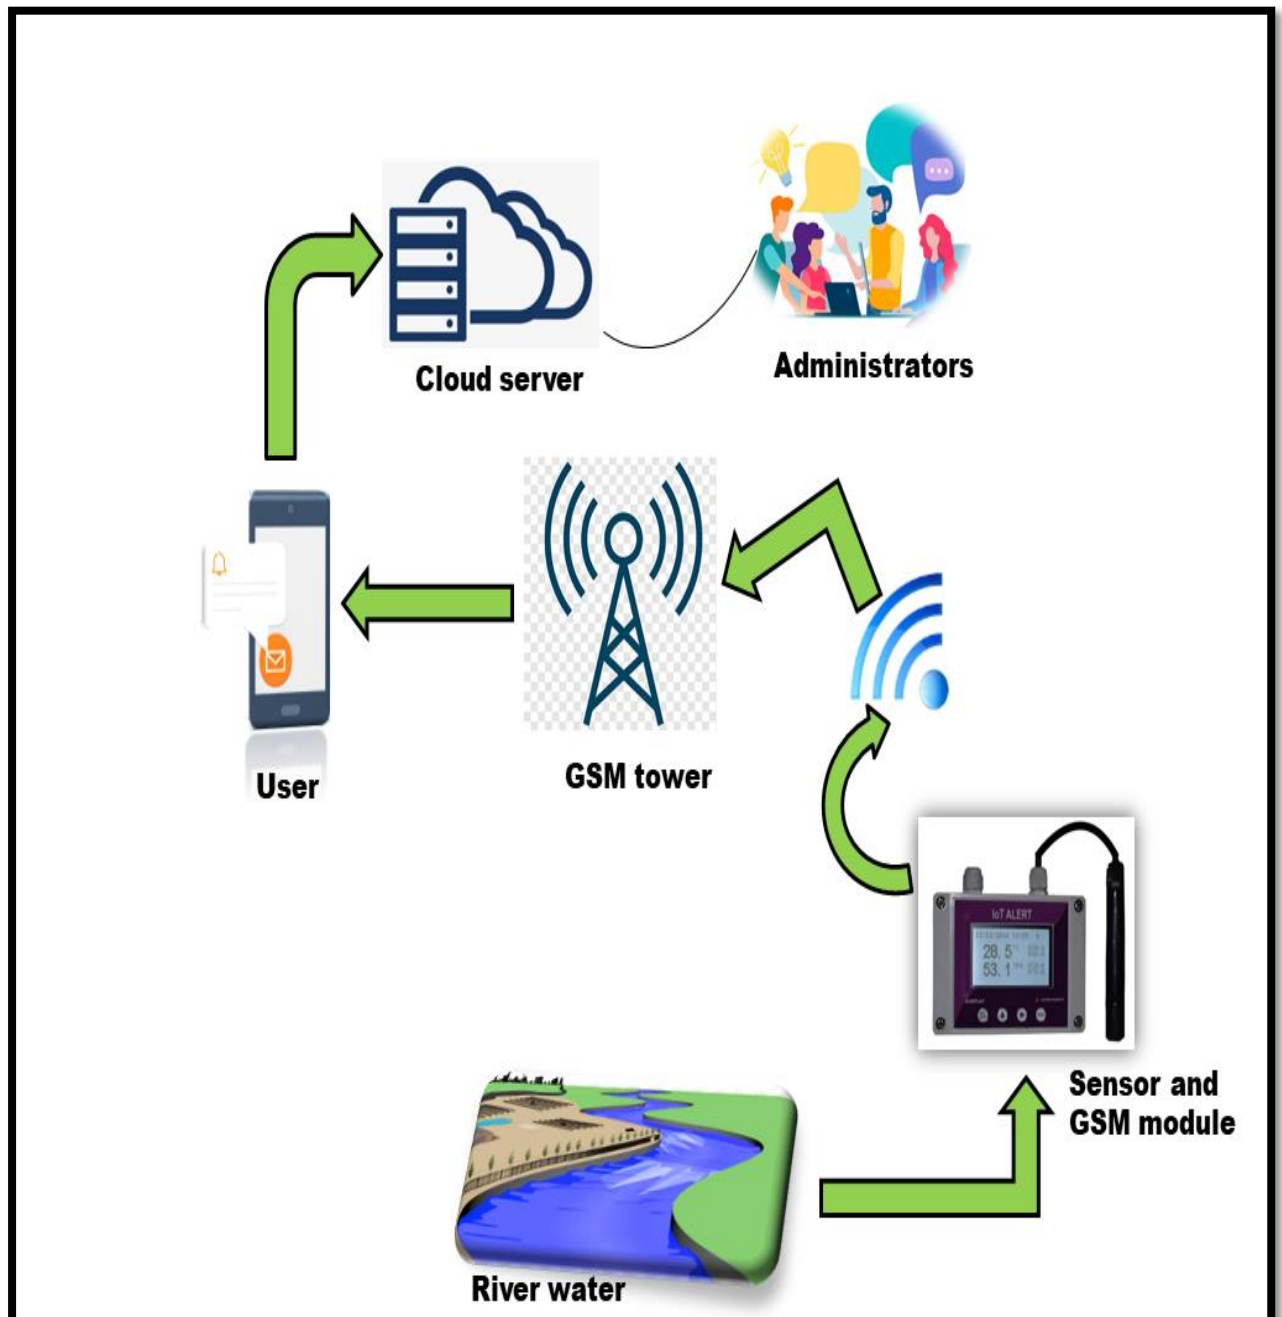 Cloud server
Administrators
User
GSM tower
IoT ALERT
28.5
53.1
Sensor and
GSM module
River water